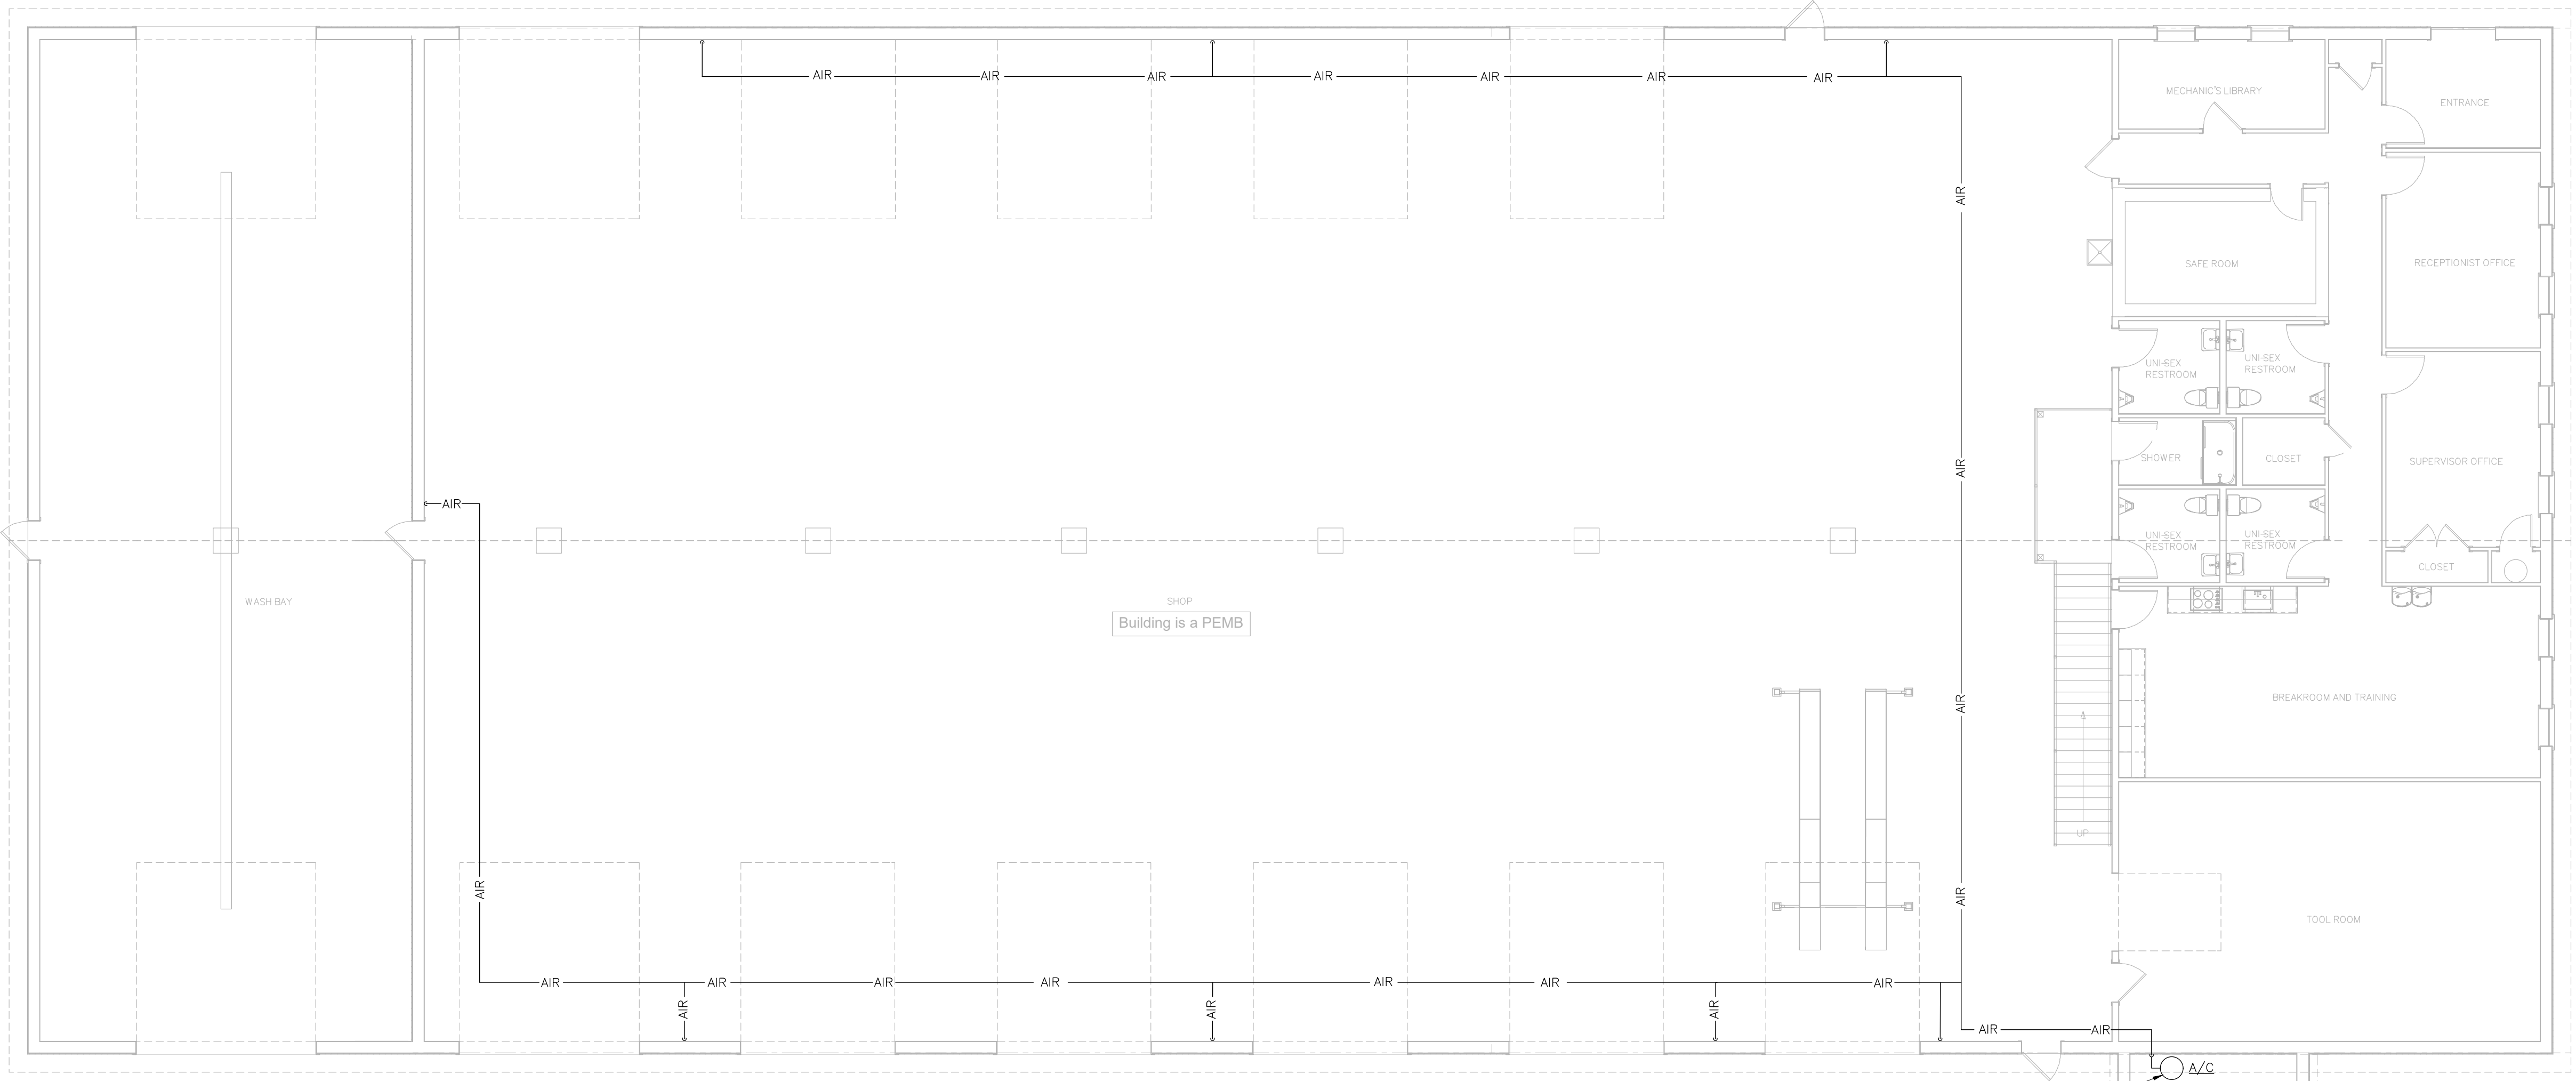 AIR AIR AIR AIR AIR AIR AIR
MECHANIC'S LIBRARY
ENTRANCE
AIR
SAFE ROOM
RECEPTIONIST OFFICE
UNI-SEX
RESTROOM
UNI-SEX
RESTROOM
AIR
SHOWER
CLOSET
SUPERVISOR OFFICE
AIR
UNI-SEX
RESTROOM
UNI-SEX
RESTROOM
CLOSET
WASH BAY
SHOP
Building is a PEMB
AIR
BREAKROOM AND TRAINING
UP
AIR
AIR
TOOL ROOM
AIR AIR AIR AIR AIR AIR AIR
AIR
AIR
AIR
AIR AIR
A/C